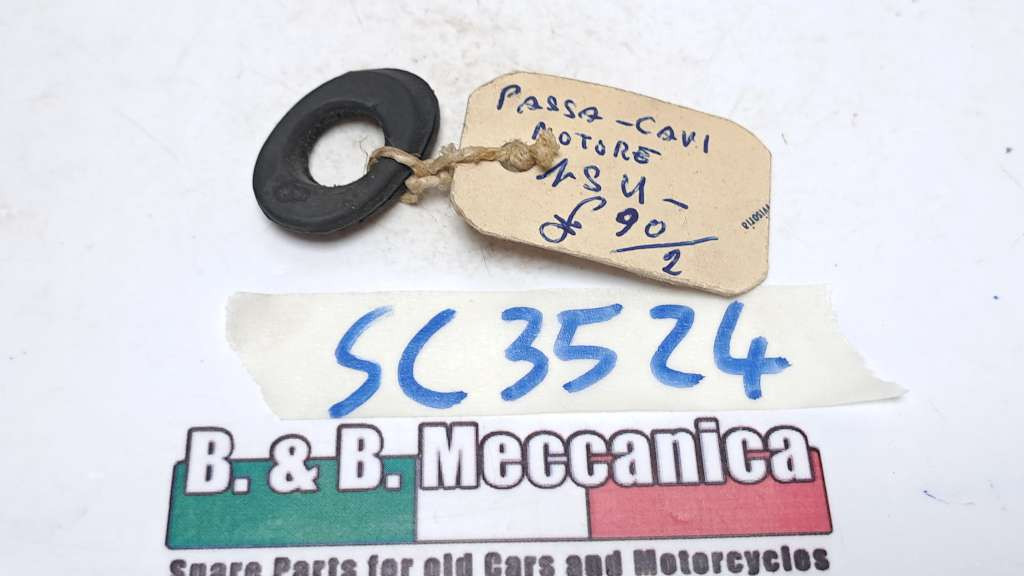 PASSA-CAVI
MOTORE
NSU-
£ 90
2
SC3524
B. & B. Meccanica
Spare Parts for old Cars and Motorcycles